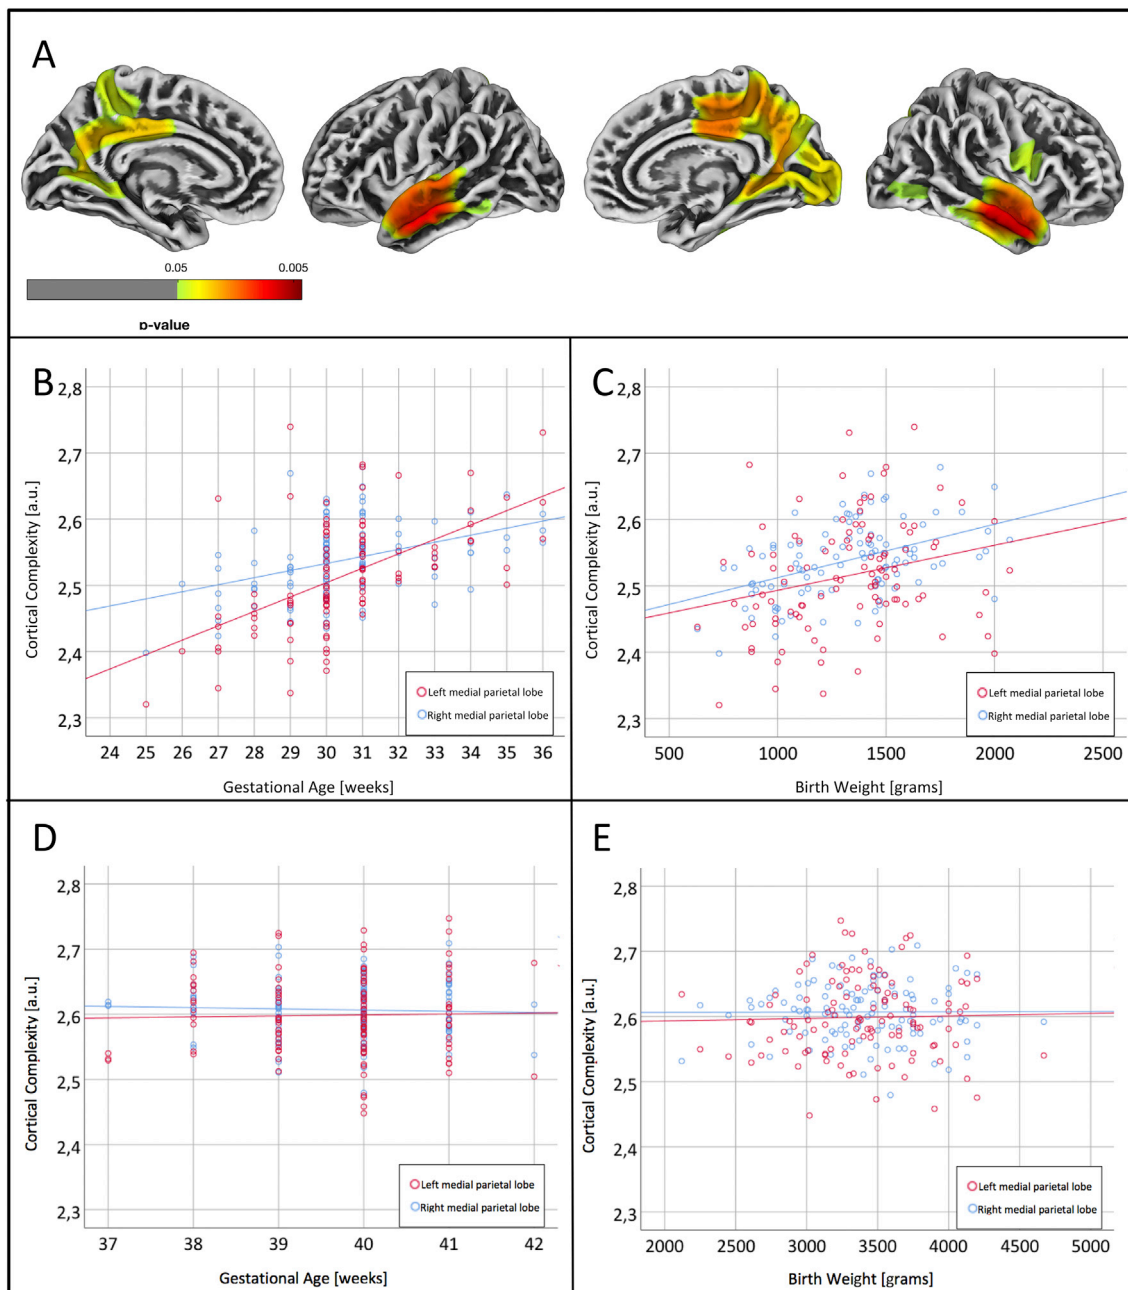 A
0.05 0.005
p-value
B
2,8
2,7
2,6
2,5
2,4
2,3
Cortical Complexity [a.u.]
Left medial parietal lobe
Right medial parietal lobe
24 25 26 27 28 29 30 31 32 33 34 35 36
Gestational Age [weeks]
C
2,8
2,7
2,6
2,5
2,4
2,3
Cortical Complexity [a.u.]
Left medial parietal lobe
Right medial parietal lobe
500 1000 1500 2000 2500
Birth Weight [grams]
D
2,8
2,7
2,6
2,5
2,4
2,3
Cortical Complexity [a.u.]
Left medial parietal lobe
Right medial parietal lobe
37 38 39 40 41 42
Gestational Age [weeks]
E
2,8
2,7
2,6
2,5
2,4
2,3
Cortical Complexity [a.u.]
Left medial parietal lobe
Right medial parietal lobe
2000 2500 3000 3500 4000 4500 5000
Birth Weight [grams]